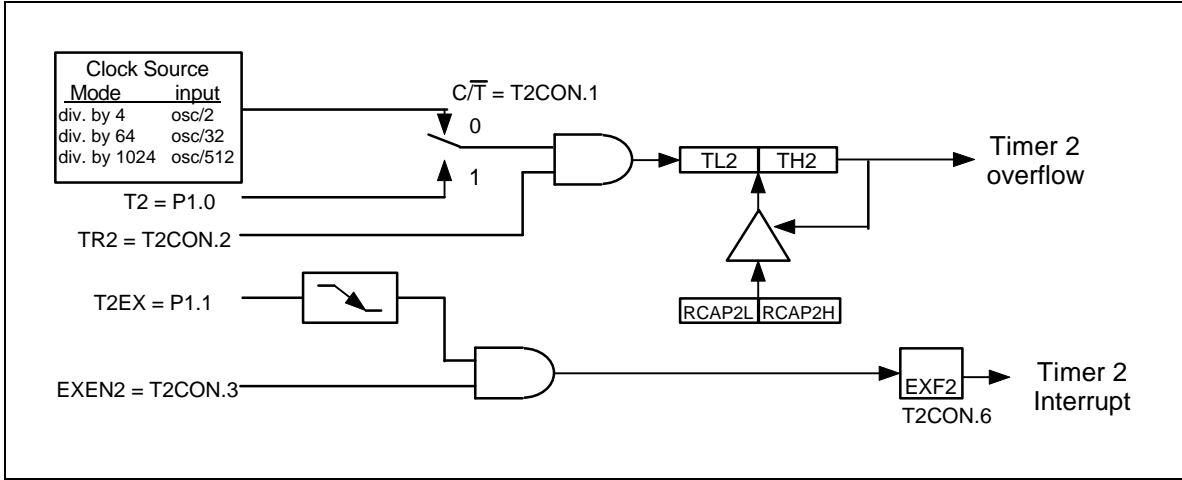 Clock Source
Mode input
div. by 4 osc/2
div. by 64 osc/32
div. by 1024 osc/512
C/T̅ = T2CON.1
0
1
T2 = P1.0
TR2 = T2CON.2
TL2 TH2
Timer 2
overflow
T2EX = P1.1
RCAP2L RCAP2H
EXEN2 = T2CON.3
EXF2
T2CON.6
Timer 2
Interrupt